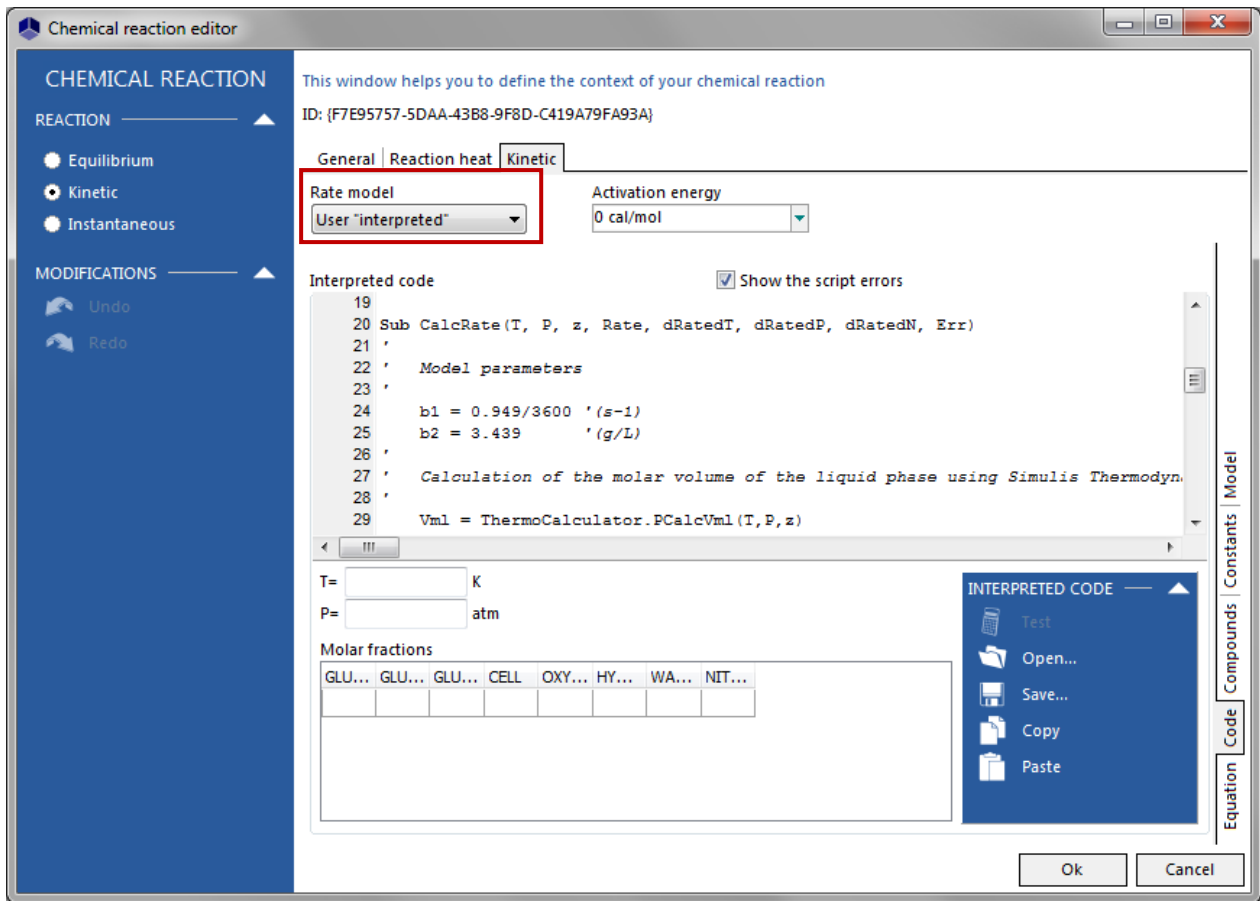 Chemical reaction editor
CHEMICAL REACTION
REACTION
Equilibrium
Kinetic
Instantaneous
MODIFICATIONS
Undo
Redo
This window helps you to define the context of your chemical reaction
ID: {F7E95757-5DAA-43B8-9F8D-C419A79FA93A}
General Reaction heat Kinetic
Rate model Activation energy
User "interpreted" 0 cal/mol
Interpreted code Show the script errors
19
20 Sub CalcRate(T, P, z, Rate, dRatedT, dRatedP, dRatedN, Err)
21 '
22 ' Model parameters
23 '
24 b1 = 0.949/3600 '(s-1)
25 b2 = 3.439 '(g/L)
26 '
27 ' Calculation of the molar volume of the liquid phase using Simulis Thermodyn
28 '
29 Vml = ThermoCalculator.PCalcVml(T,P,z)
T= K
P= atm
Molar fractions
GLU... GLU... GLU... CELL OXY... HY... WA... NIT...
INTERPRETED CODE
Test
Open...
Save...
Copy
Paste
Model
Constants
Compounds
Code
Equation
Ok Cancel